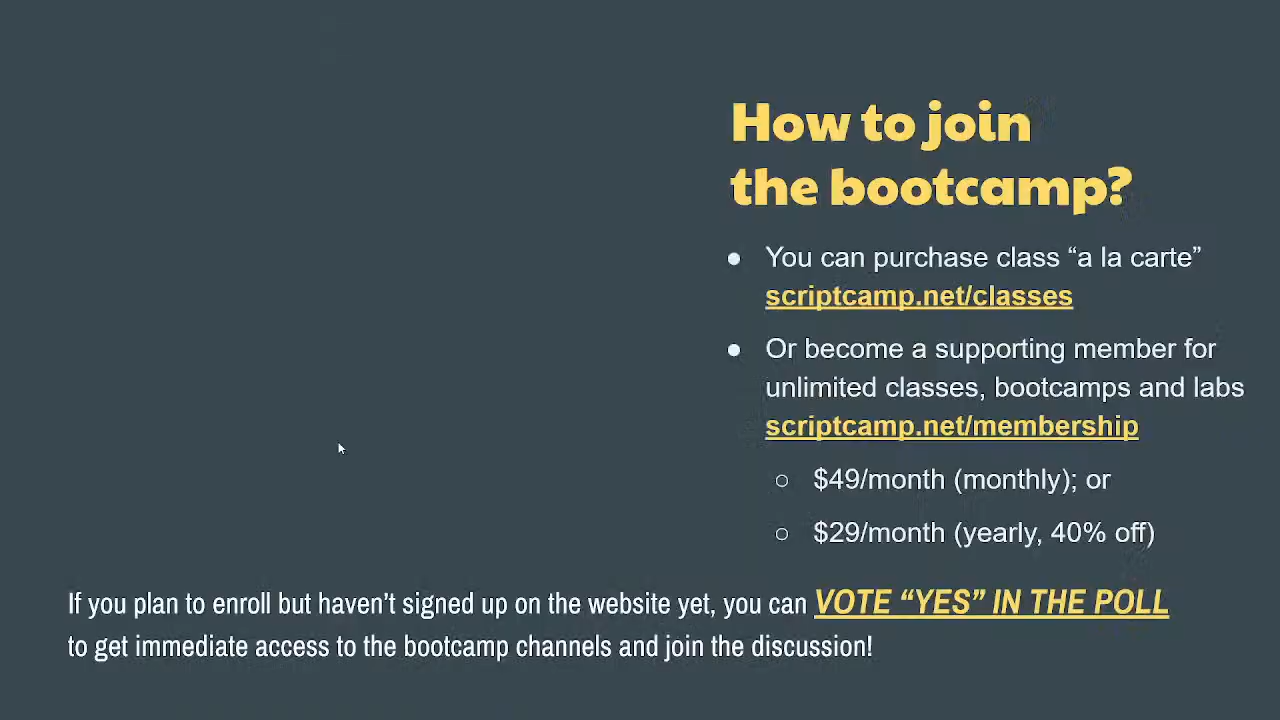 How to join
the bootcamp?
● You can purchase class “a la carte”
scriptcamp.net/classes
● Or become a supporting member for
unlimited classes, bootcamps and labs
scriptcamp.net/membership
○ $49/month (monthly); or
○ $29/month (yearly, 40% off)
If you plan to enroll but haven’t signed up on the website yet, you can VOTE “YES” IN THE POLL
to get immediate access to the bootcamp channels and join the discussion!